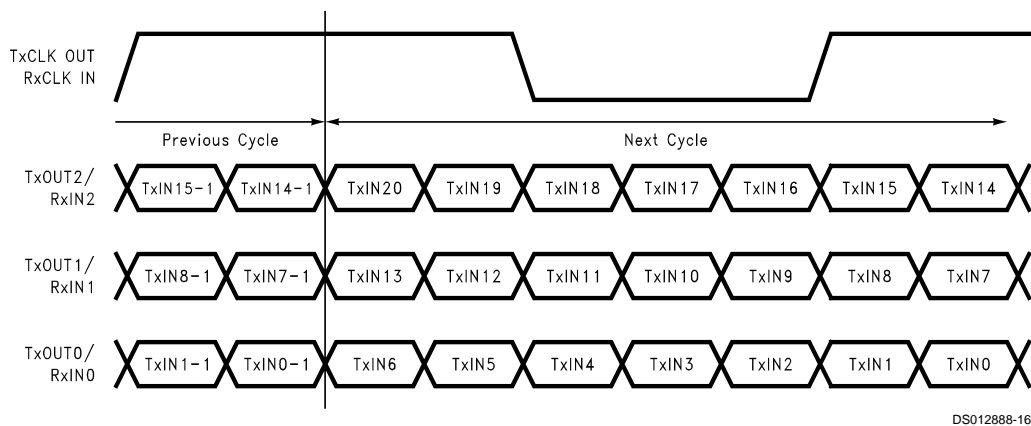 TxCLK OUT
RxCLK IN
Previous Cycle
Next Cycle
TxOUT2/
RxIN2
TxIN15-1 TxIN14-1 TxIN20 TxIN19 TxIN18 TxIN17 TxIN16 TxIN15 TxIN14
TxOUT1/
RxIN1
TxIN8-1 TxIN7-1 TxIN13 TxIN12 TxIN11 TxIN10 TxIN9 TxIN8 TxIN7
TxOUT0/
RxIN0
TxIN1-1 TxIN0-1 TxIN6 TxIN5 TxIN4 TxIN3 TxIN2 TxIN1 TxIN0
DS012888-16